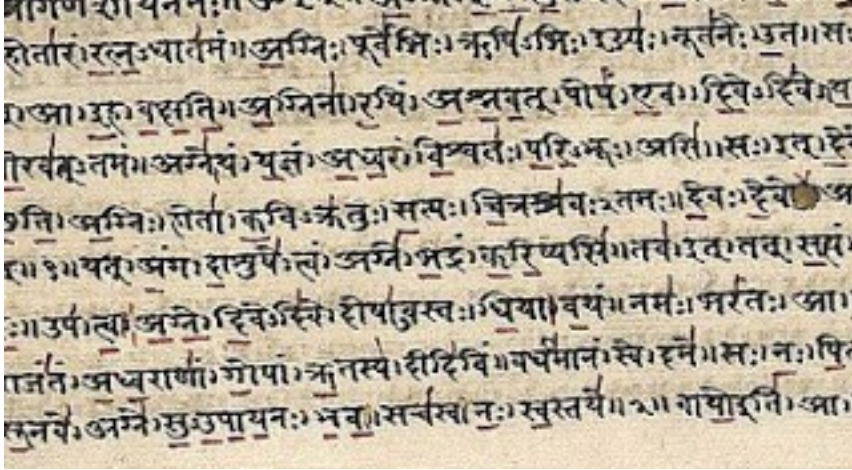 होतारं। रत्नऽधातमं॥ अग्निः। पूर्वेभिः। ऋषिऽभिः। ईड्यः। नूतनैः। उत॥ सः
आ। इह। वक्षति॥ अग्निना। रयिं। अश्नवत्। पोषं। एव। दिवेऽदिवे॥
वीरवत्ऽतमं॥ अग्ने। यं। यज्ञं। अध्वरं। विश्वतः। परिऽभूः। असि॥ सः। इत्।
अग्निः। होता। कविऽक्रतुः। सत्यः। चित्रश्रवःऽतमः॥ देवः।
॥१॥ यत्। अंग। दाशुषे। त्वं। अग्ने। भद्रं। करिष्यसि॥ तव। इत्। तत्। सत्यं
उप। त्वा। अग्ने। दिवेऽदिवे। दोषाऽवस्तः। धिया। वयं॥ नमः। भरंतः। आ।
राजंतं। अध्वराणां। गोपां। ऋतस्य। दीदिविं॥ वर्धमानं। स्वे। दमे॥ सः। नः।
सूनवे। अग्ने। सुऽउपायनः। भव॥ सचस्व। नः। स्वस्तये॥२॥ वायो इति। आ।